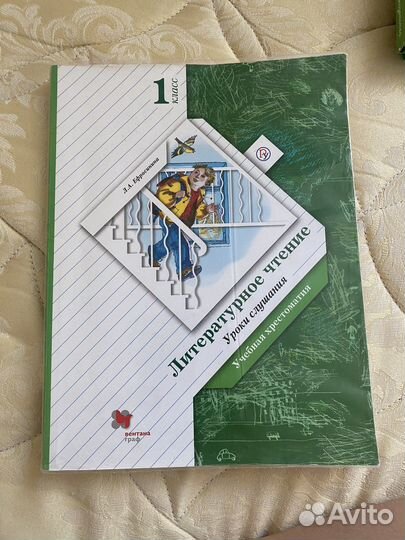 1
класс
Л.А. Ефросинина
Литературное чтение
Уроки слушания
Учебная хрестоматия
вентана
граф
Avito